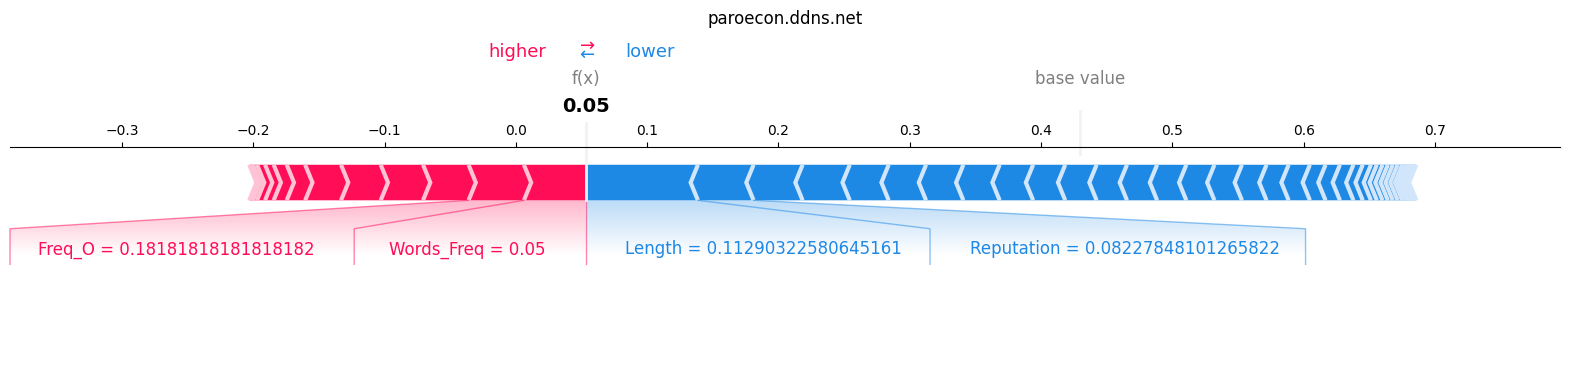 paroecon.ddns.net
higher ⇄ lower
f(x) base value
0.05
−0.3 −0.2 −0.1 0.0 0.1 0.2 0.3 0.4 0.5 0.6 0.7
Freq_O = 0.18181818181818182 Words_Freq = 0.05 Length = 0.11290322580645161 Reputation = 0.08227848101265822